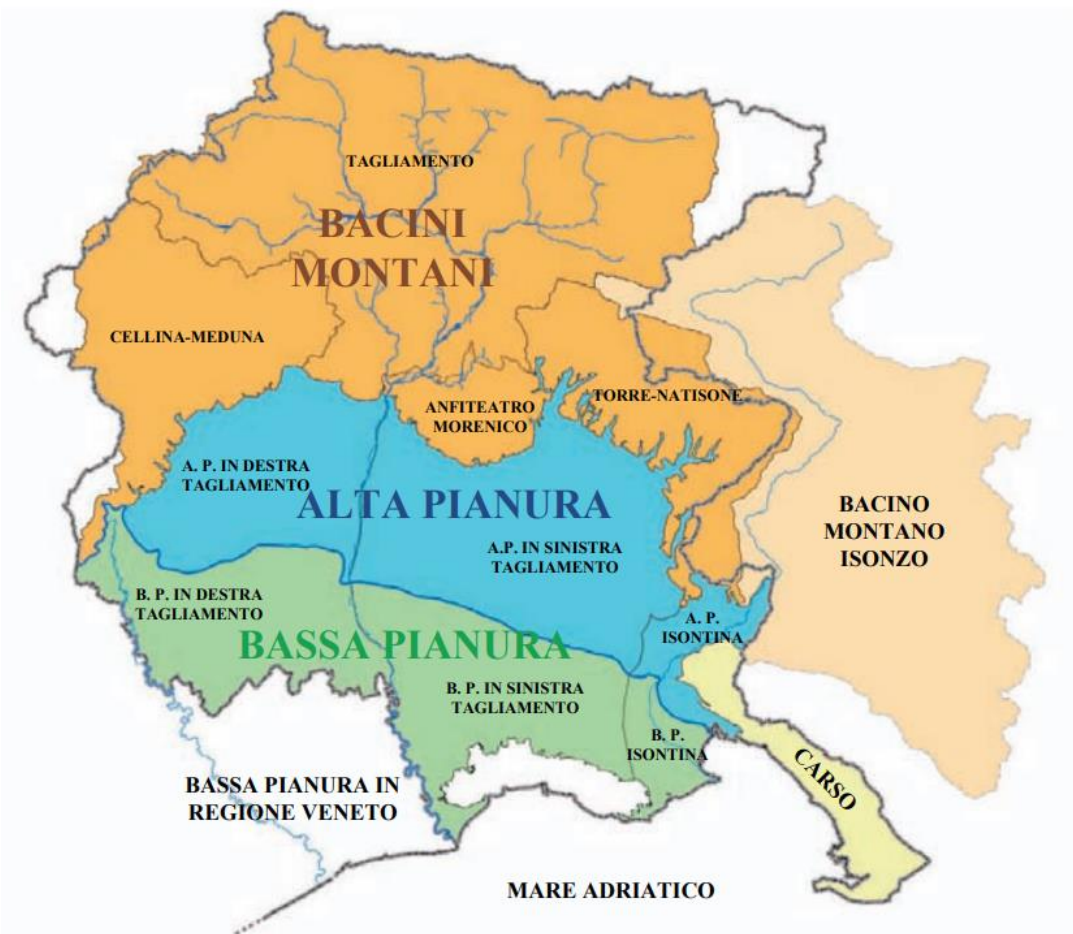 TAGLIAMENTO
BACINI
MONTANI
CELLINA-MEDUNA
ANFITEATRO
MORENICO
TORRE-NATISONE
A. P. IN DESTRA
TAGLIAMENTO
ALTA PIANURA
A.P. IN SINISTRA
TAGLIAMENTO
BACINO
MONTANO
ISONZO
B. P. IN DESTRA
TAGLIAMENTO
A. P.
ISONTINA
BASSA PIANURA
B. P. IN SINISTRA
TAGLIAMENTO
B. P.
ISONTINA
CARSO
BASSA PIANURA IN
REGIONE VENETO
MARE ADRIATICO